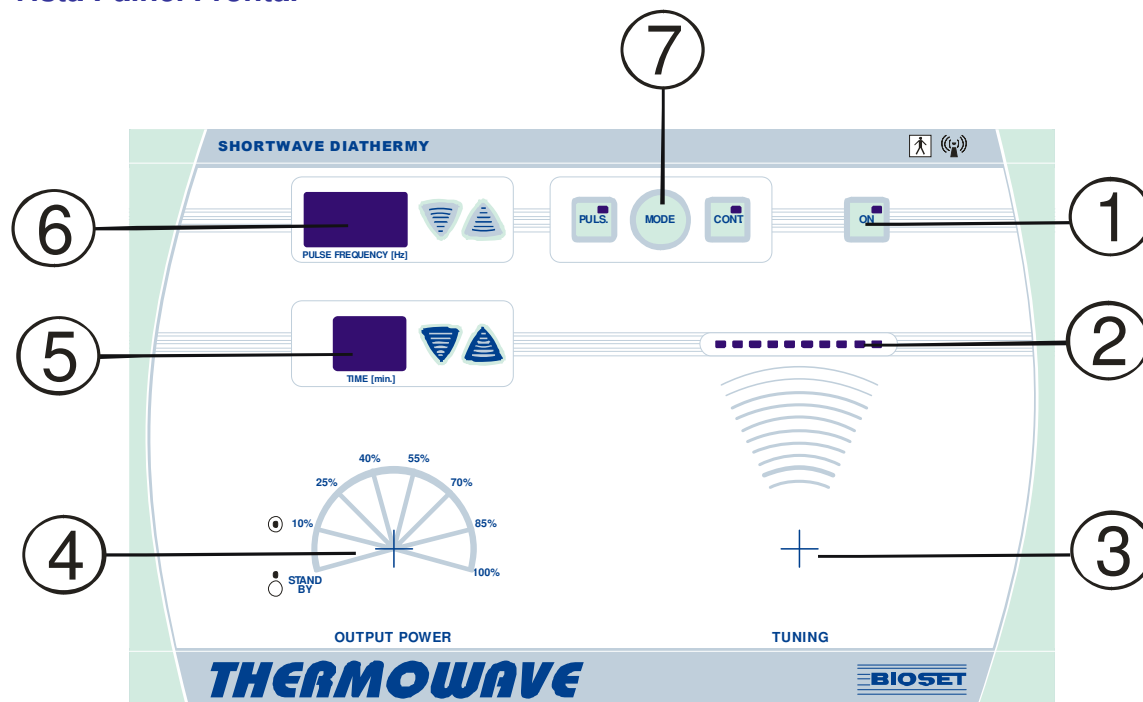 Vista Painel Frontal
7
SHORTWAVE DIATHERMY
6
PULS.
MODE
CONT
ON
1
PULSE FREQUENCY [Hz]
5
2
TIME [min.]
40% 55%
25% 70%
10% 85%
4
3
STAND
BY
100%
OUTPUT POWER
TUNING
THERMOWAVE
BIOSET